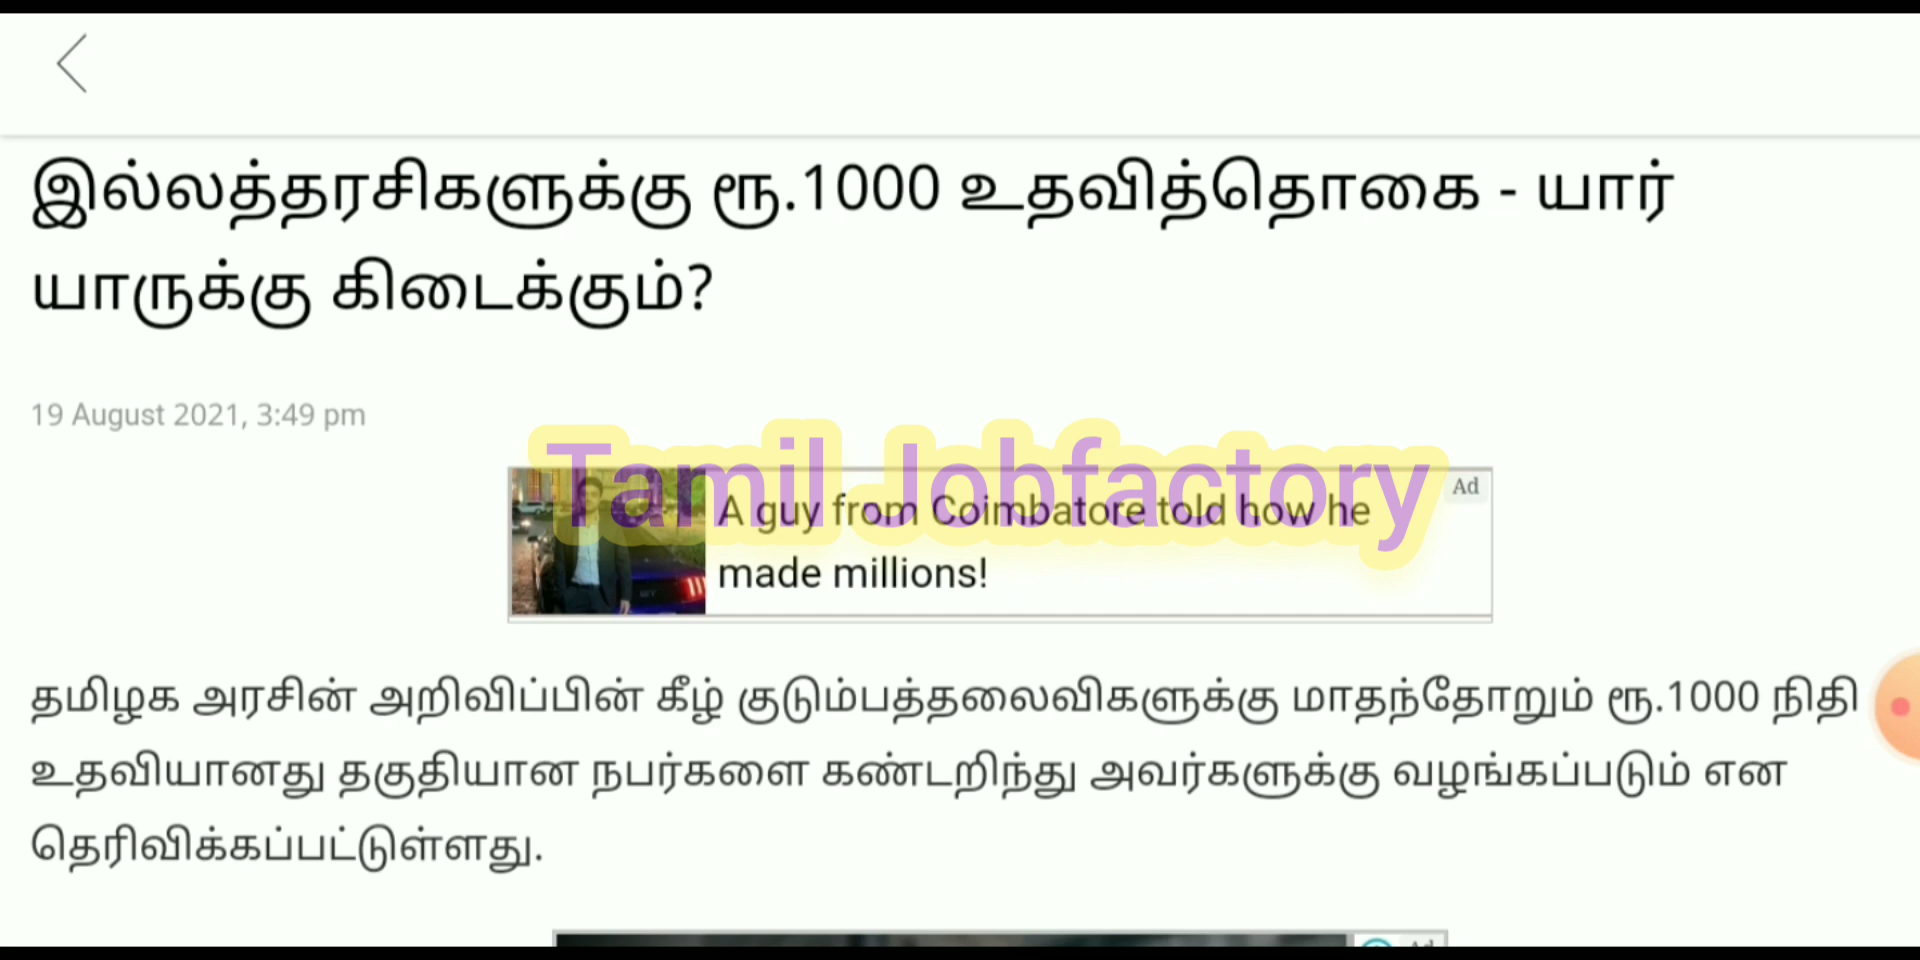 இல்லத்தரசிகளுக்கு ரூ.1000 உதவித்தொகை - யார்
யாருக்கு கிடைக்கும்?
19 August 2021, 3:49 pm
Tamil Jobfactory
Ad
A guy from Coimbatore told how he
made millions!
தமிழக அரசின் அறிவிப்பின் கீழ் குடும்பத்தலைவிகளுக்கு மாதந்தோறும் ரூ.1000 நிதி
உதவியானது தகுதியான நபர்களை கண்டறிந்து அவர்களுக்கு வழங்கப்படும் என
தெரிவிக்கப்பட்டுள்ளது.
Ad